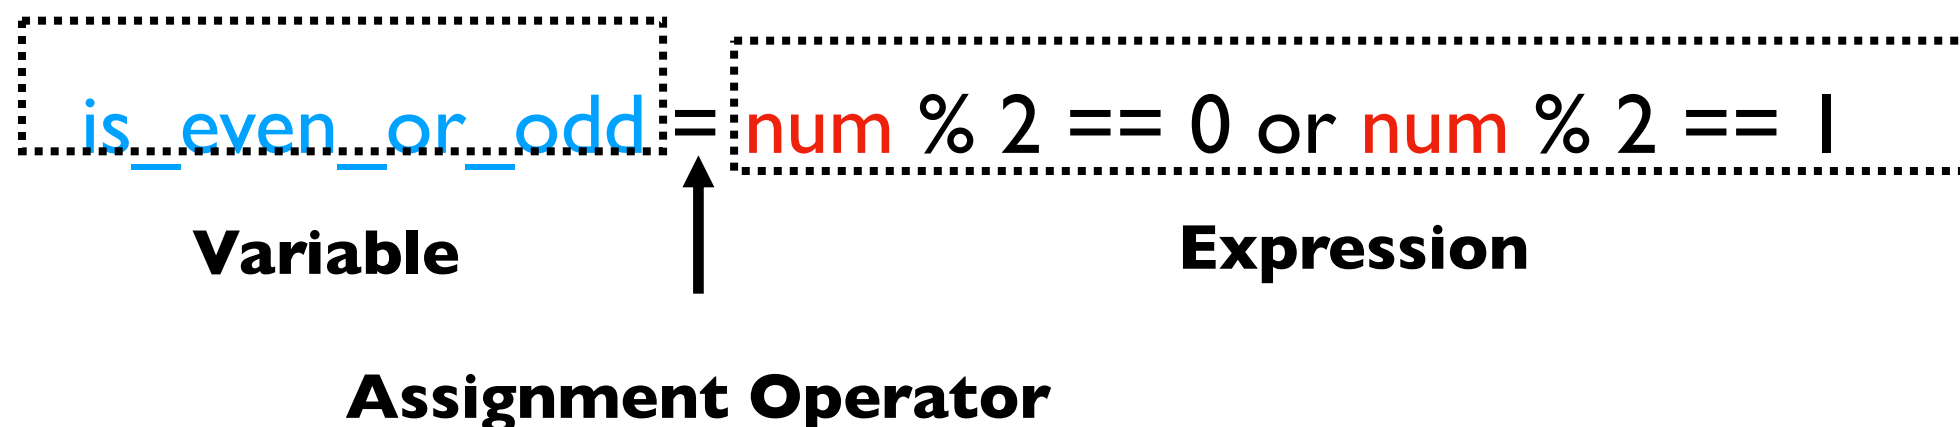 is_even_or_odd = num % 2 == 0 or num % 2 == 1
Variable
Expression
Assignment Operator